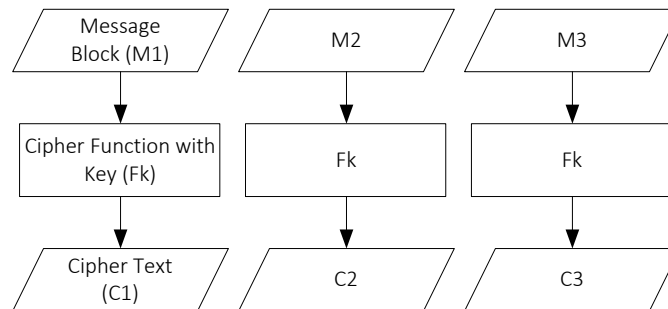 Message
Block (M1)
M2
M3
Cipher Function with
Key (Fk)
Fk
Fk
Cipher Text
(C1)
C2
C3